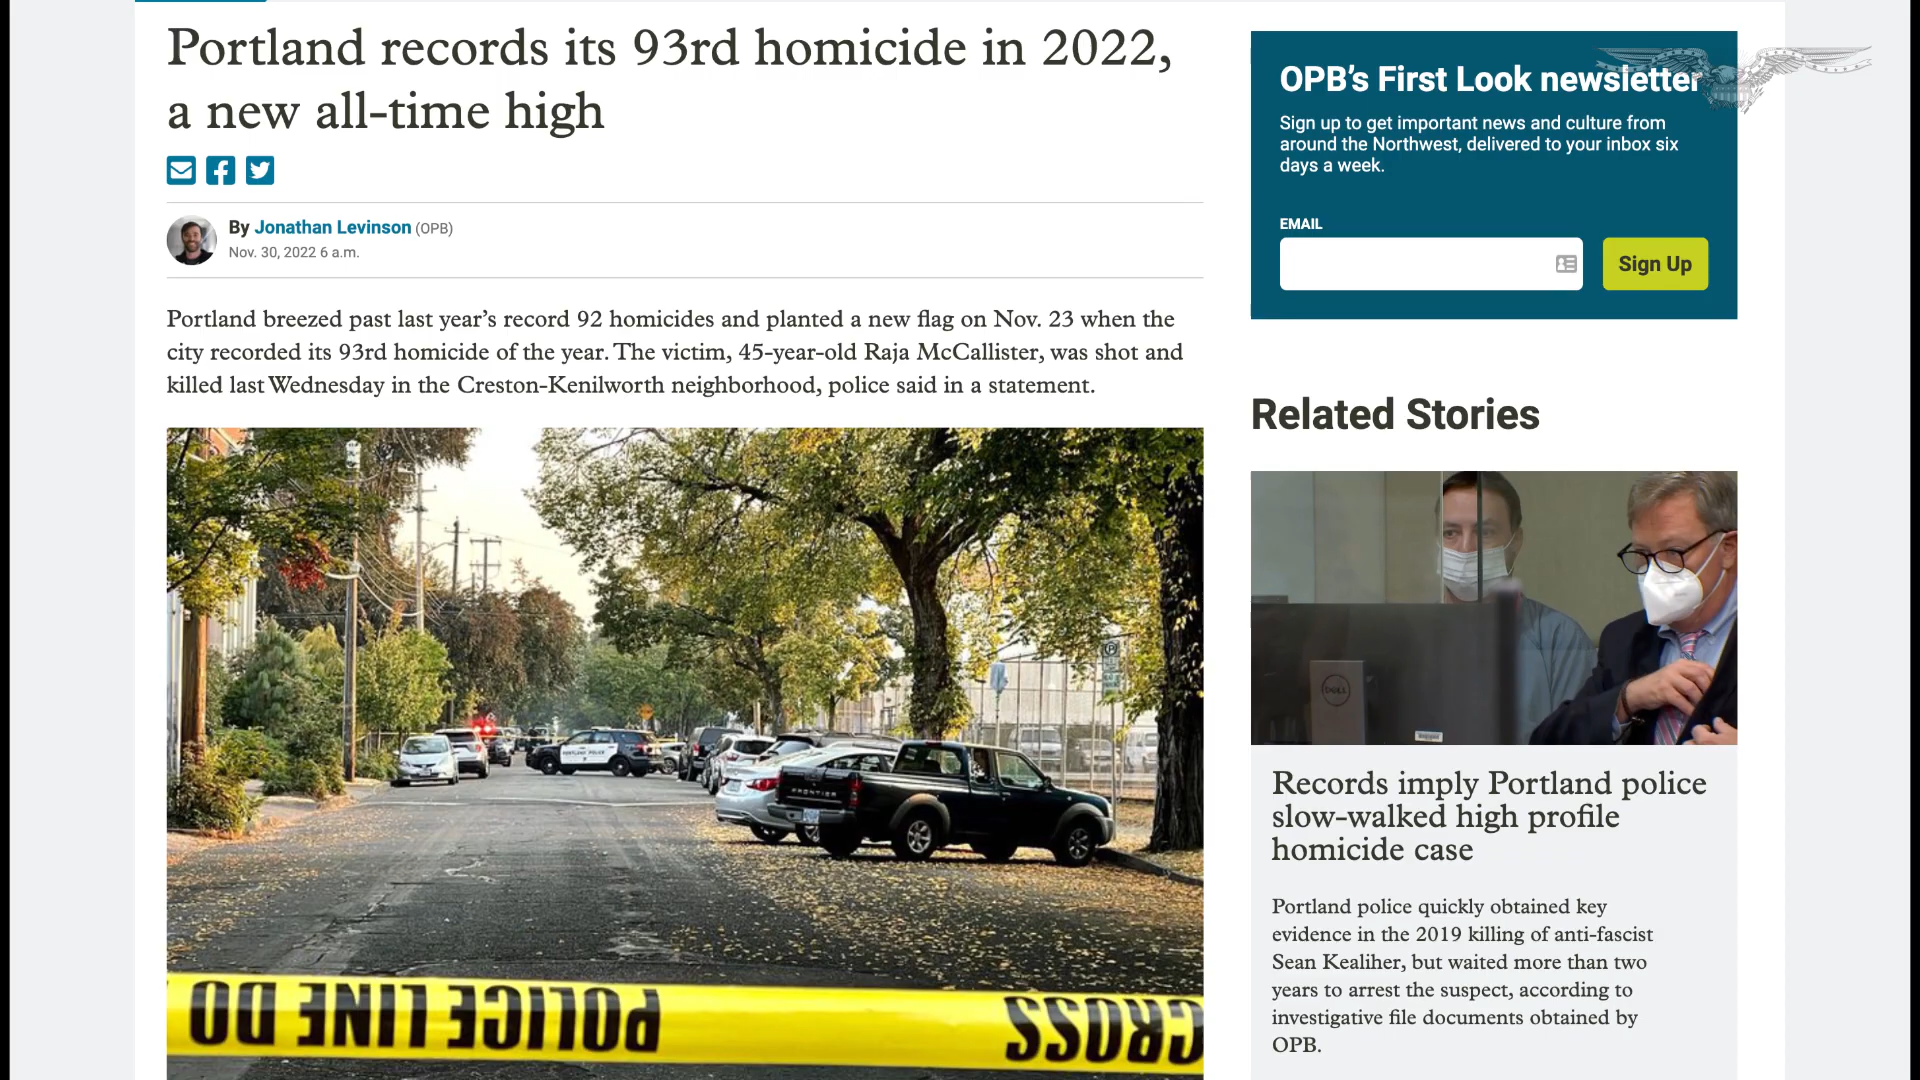 Portland records its 93rd homicide in 2022,
a new all-time high
By Jonathan Levinson (OPB)
Nov. 30, 2022 6 a.m.
Portland breezed past last year's record 92 homicides and planted a new flag on Nov. 23 when the
city recorded its 93rd homicide of the year. The victim, 45-year-old Raja McCallister, was shot and
killed last Wednesday in the Creston-Kenilworth neighborhood, police said in a statement.
PORTLAND POLICE
FRONTIER
POLICE LINE DO
CROSS
OPB's First Look newsletter
Sign up to get important news and culture from
around the Northwest, delivered to your inbox six
days a week.
EMAIL
Sign Up
Related Stories
DELL
Records imply Portland police
slow-walked high profile
homicide case
Portland police quickly obtained key
evidence in the 2019 killing of anti-fascist
Sean Kealiher, but waited more than two
years to arrest the suspect, according to
investigative file documents obtained by
OPB.